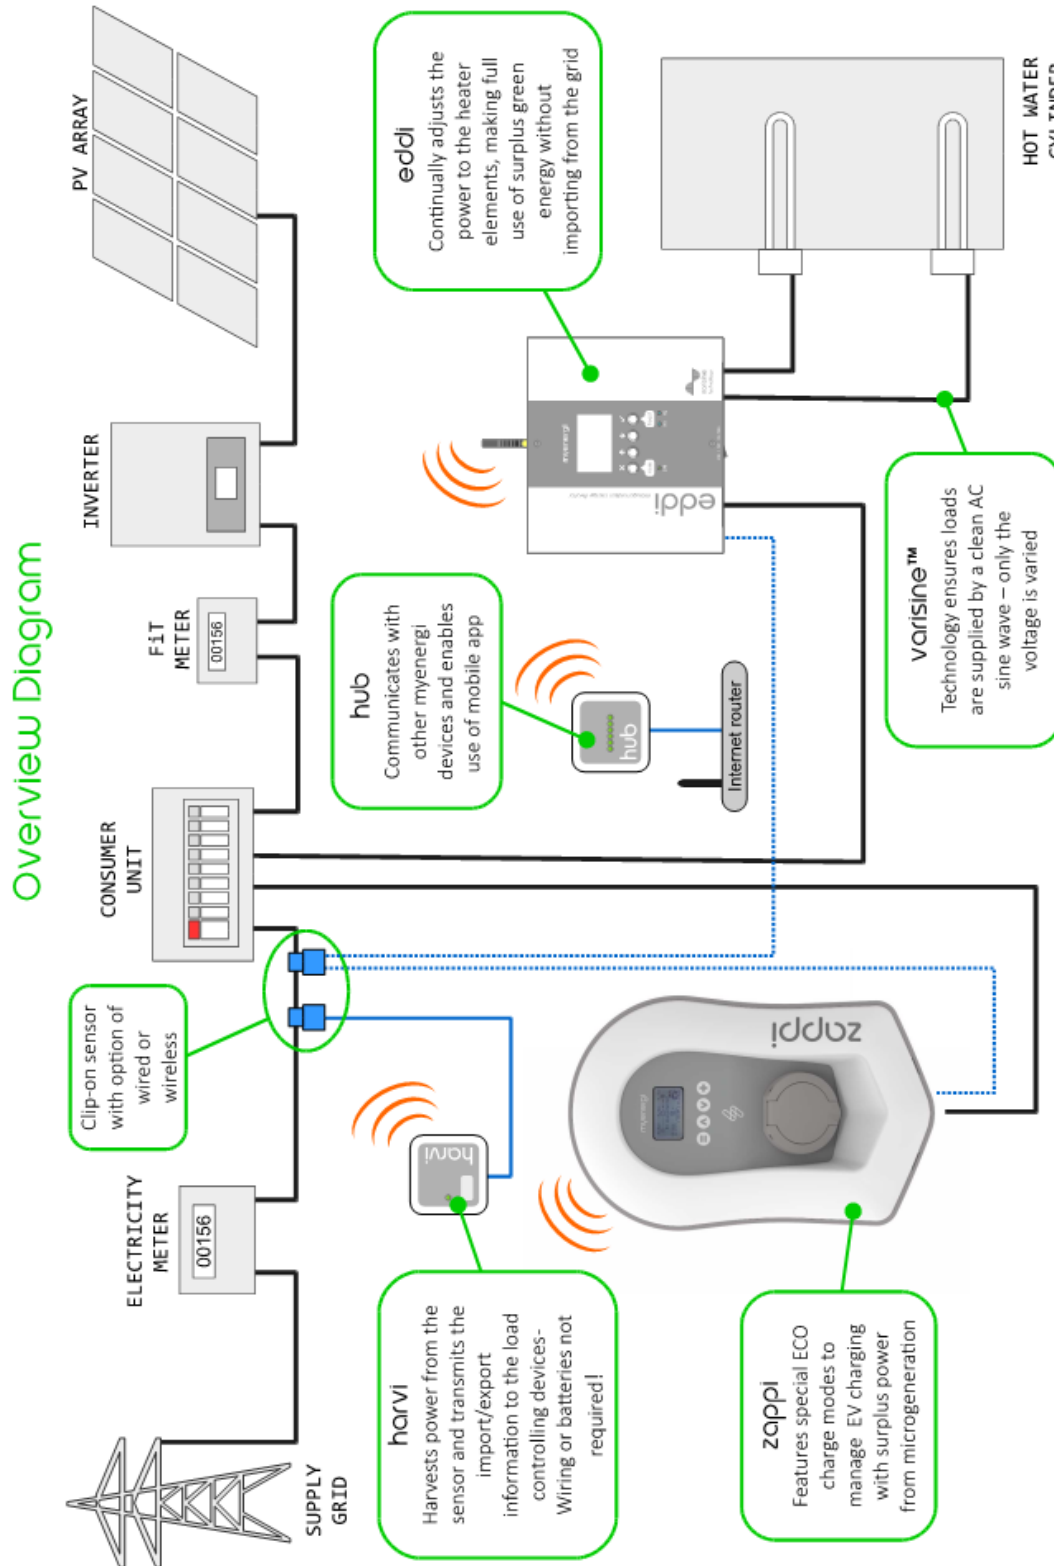 Overview Diagram
SUPPLY
GRID
ELECTRICITY
METER
00156
Clip-on sensor
with option of
wired or
wireless
CONSUMER
UNIT
FiT
METER
00156
INVERTER
PV ARRAY
harvi
Harvests power from the
sensor and transmits the
import/export
information to the load
controlling devices-
Wiring or batteries not
required!
harvi
hub
Communicates with
other myenergi
devices and enables
use of mobile app
hub
Internet router
eddi
Continually adjusts the
power to the heater
elements, making full
use of surplus green
energy without
importing from the grid
myenergi
eddi
zappi
Features special ECO
charge modes to
manage EV charging
with surplus power
from microgeneration
myenergi
zappi
varisine™
Technology ensures loads
are supplied by a clean AC
sine wave – only the
voltage is varied
HOT WATER
CYLINDER